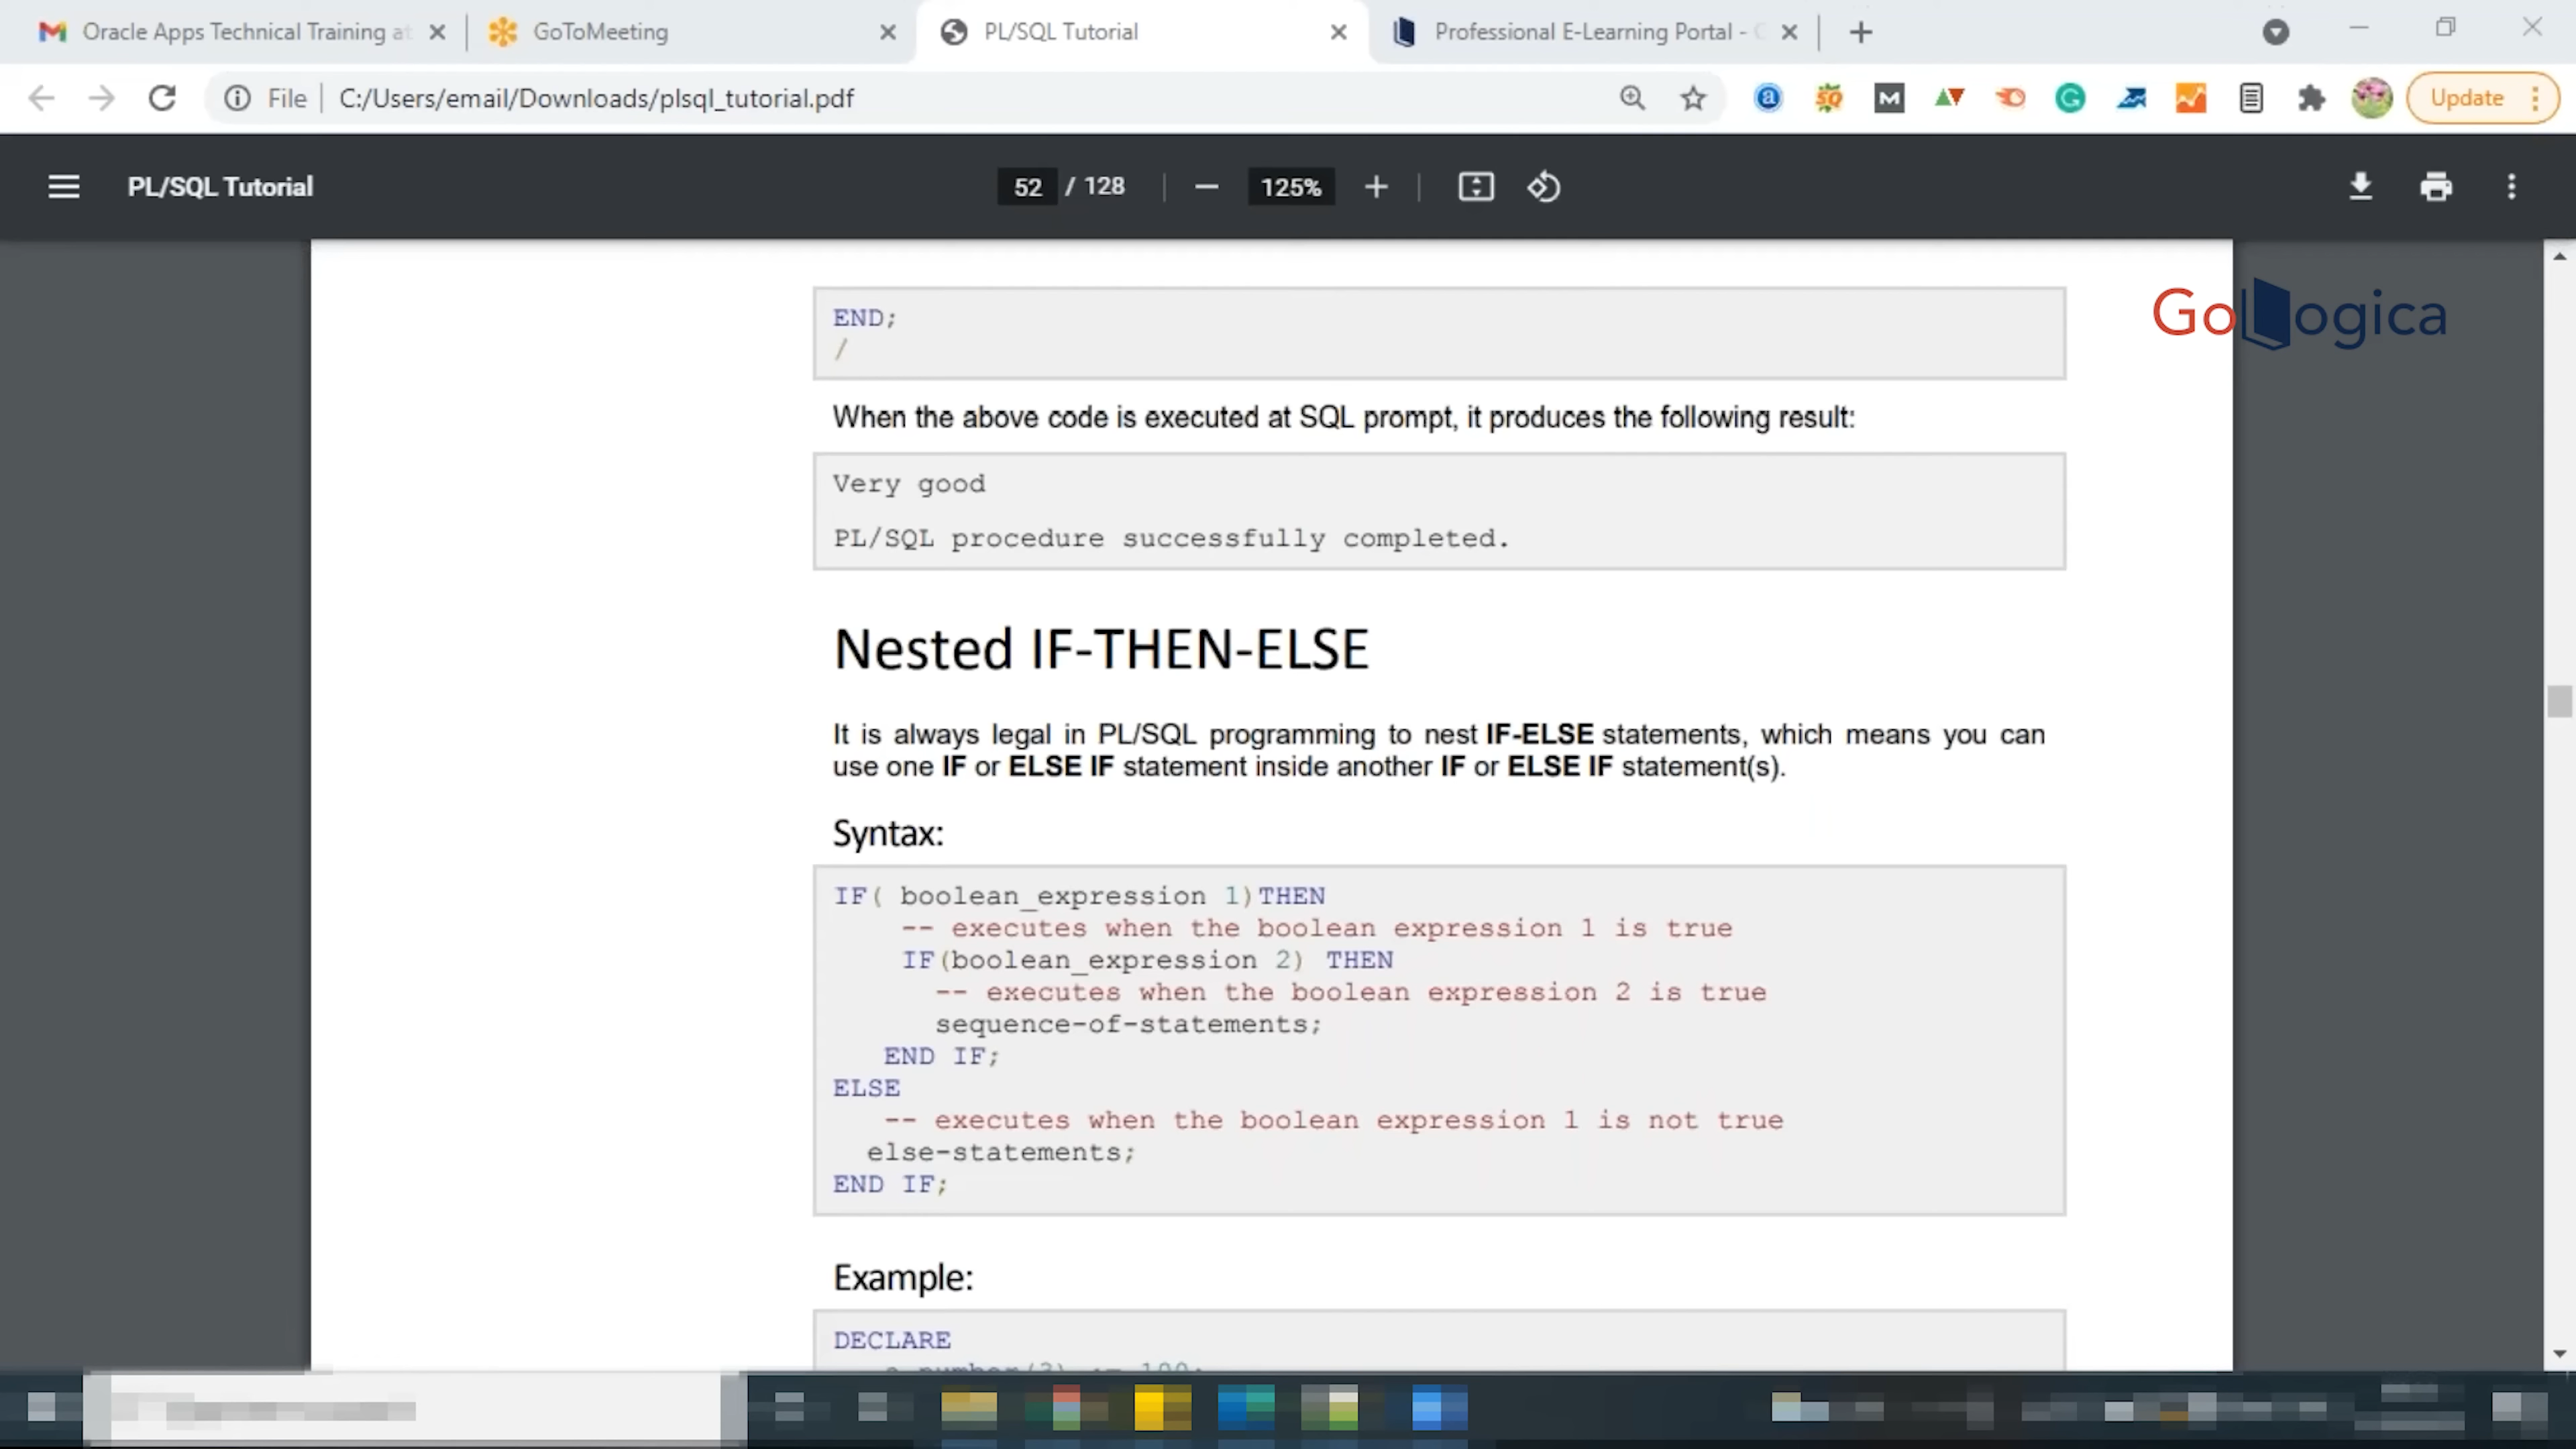 Oracle Apps Technical Training at
GoToMeeting
PL/SQL Tutorial
Professional E-Learning Portal -
File
C:/Users/email/Downloads/plsql_tutorial.pdf
Update
PL/SQL Tutorial
52 / 128
125%
GoLogica
END;
/
When the above code is executed at SQL prompt, it produces the following result:
Very good
PL/SQL procedure successfully completed.
Nested IF-THEN-ELSE
It is always legal in PL/SQL programming to nest IF-ELSE statements, which means you can
use one IF or ELSE IF statement inside another IF or ELSE IF statement(s).
Syntax:
IF( boolean_expression 1)THEN
-- executes when the boolean expression 1 is true
IF(boolean_expression 2) THEN
-- executes when the boolean expression 2 is true
sequence-of-statements;
END IF;
ELSE
-- executes when the boolean expression 1 is not true
else-statements;
END IF;
Example:
DECLARE
a number(3) := 100;